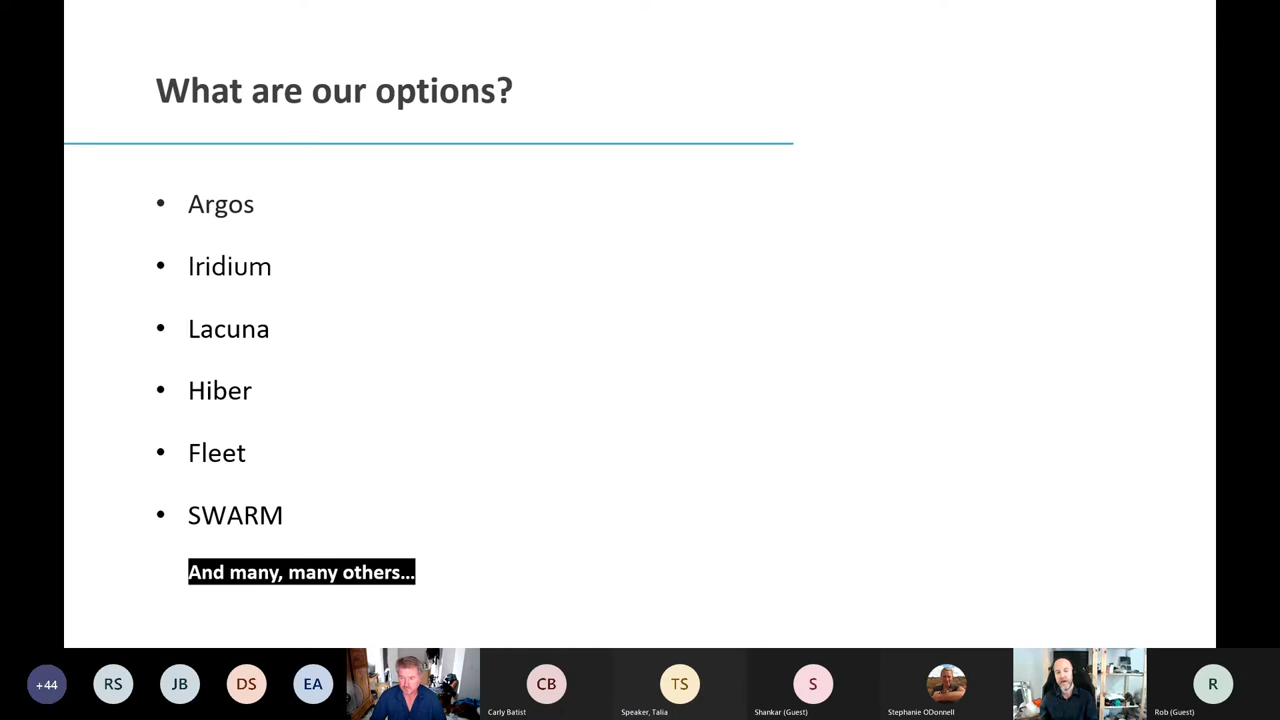 What are our options?
• Argos
• Iridium
• Lacuna
• Hiber
• Fleet
• SWARM
And many, many others...
+44
RS
JB
DS
EA
CB
Carly Batist
TS
Speaker, Talia
S
Shankar (Guest)
Stephanie ODonnell
R
Rob (Guest)